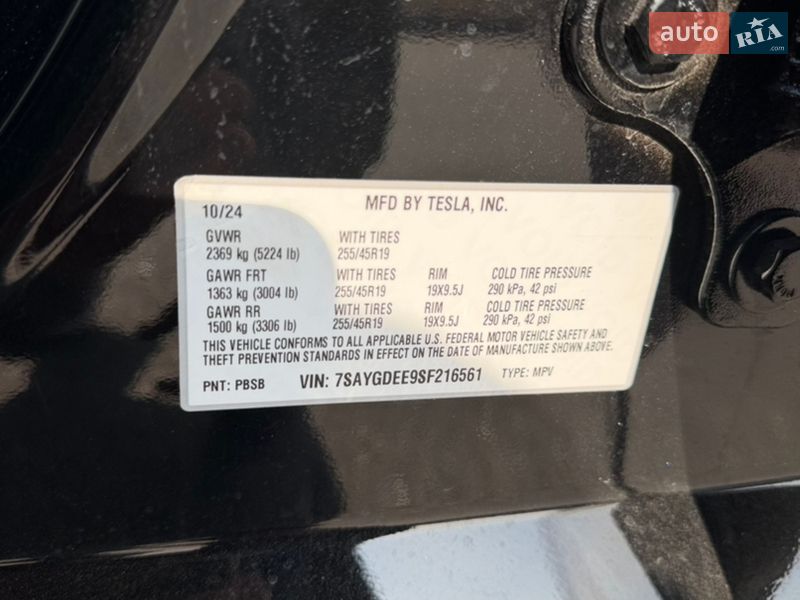 auto RIA.com
10/24 MFD BY TESLA, INC.
GVWR WITH TIRES
2369 kg (5224 lb) 255/45R19
GAWR FRT WITH TIRES RIM COLD TIRE PRESSURE
1363 kg (3004 lb) 255/45R19 19X9.5J 290 kPa, 42 psi
GAWR RR WITH TIRES RIM COLD TIRE PRESSURE
1500 kg (3306 lb) 255/45R19 19X9.5J 290 kPa, 42 psi
THIS VEHICLE CONFORMS TO ALL APPLICABLE U.S. FEDERAL MOTOR VEHICLE SAFETY AND
THEFT PREVENTION STANDARDS IN EFFECT ON THE DATE OF MANUFACTURE SHOWN ABOVE.
PNT: PBSB VIN: 7SAYGDEE9SF216561 TYPE: MPV